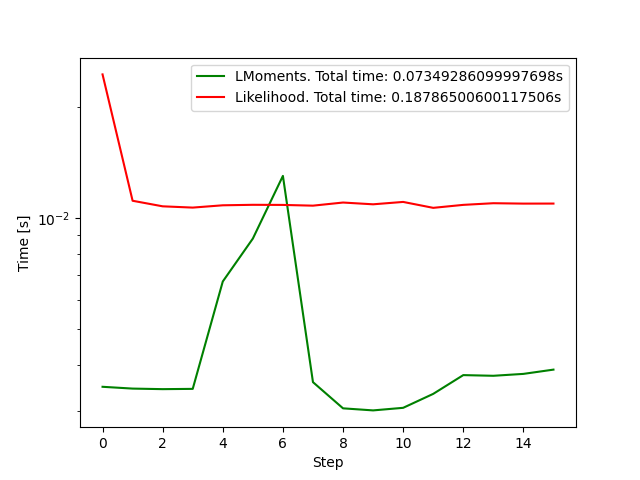 LMoments. Total time: 0.07349286099997698s
Likelihood. Total time: 0.18786500600117506s
Time [s]
10⁻²
0 2 4 6 8 10 12 14
Step